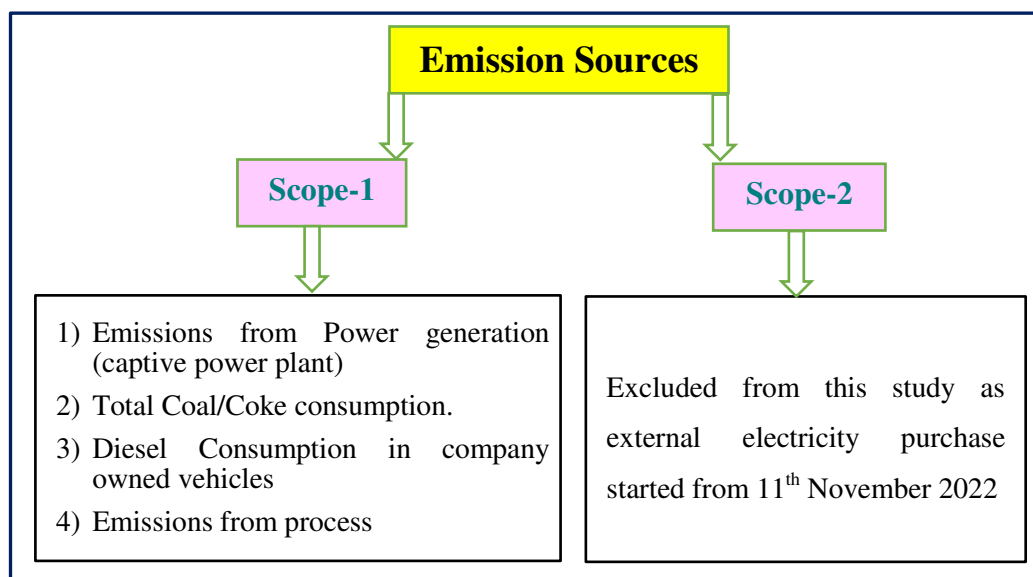 Emission Sources
Scope-1
Scope-2
1) Emissions from Power generation
(captive power plant)
2) Total Coal/Coke consumption.
3) Diesel Consumption in company
owned vehicles
4) Emissions from process
Excluded from this study as
external electricity purchase
started from 11th November 2022